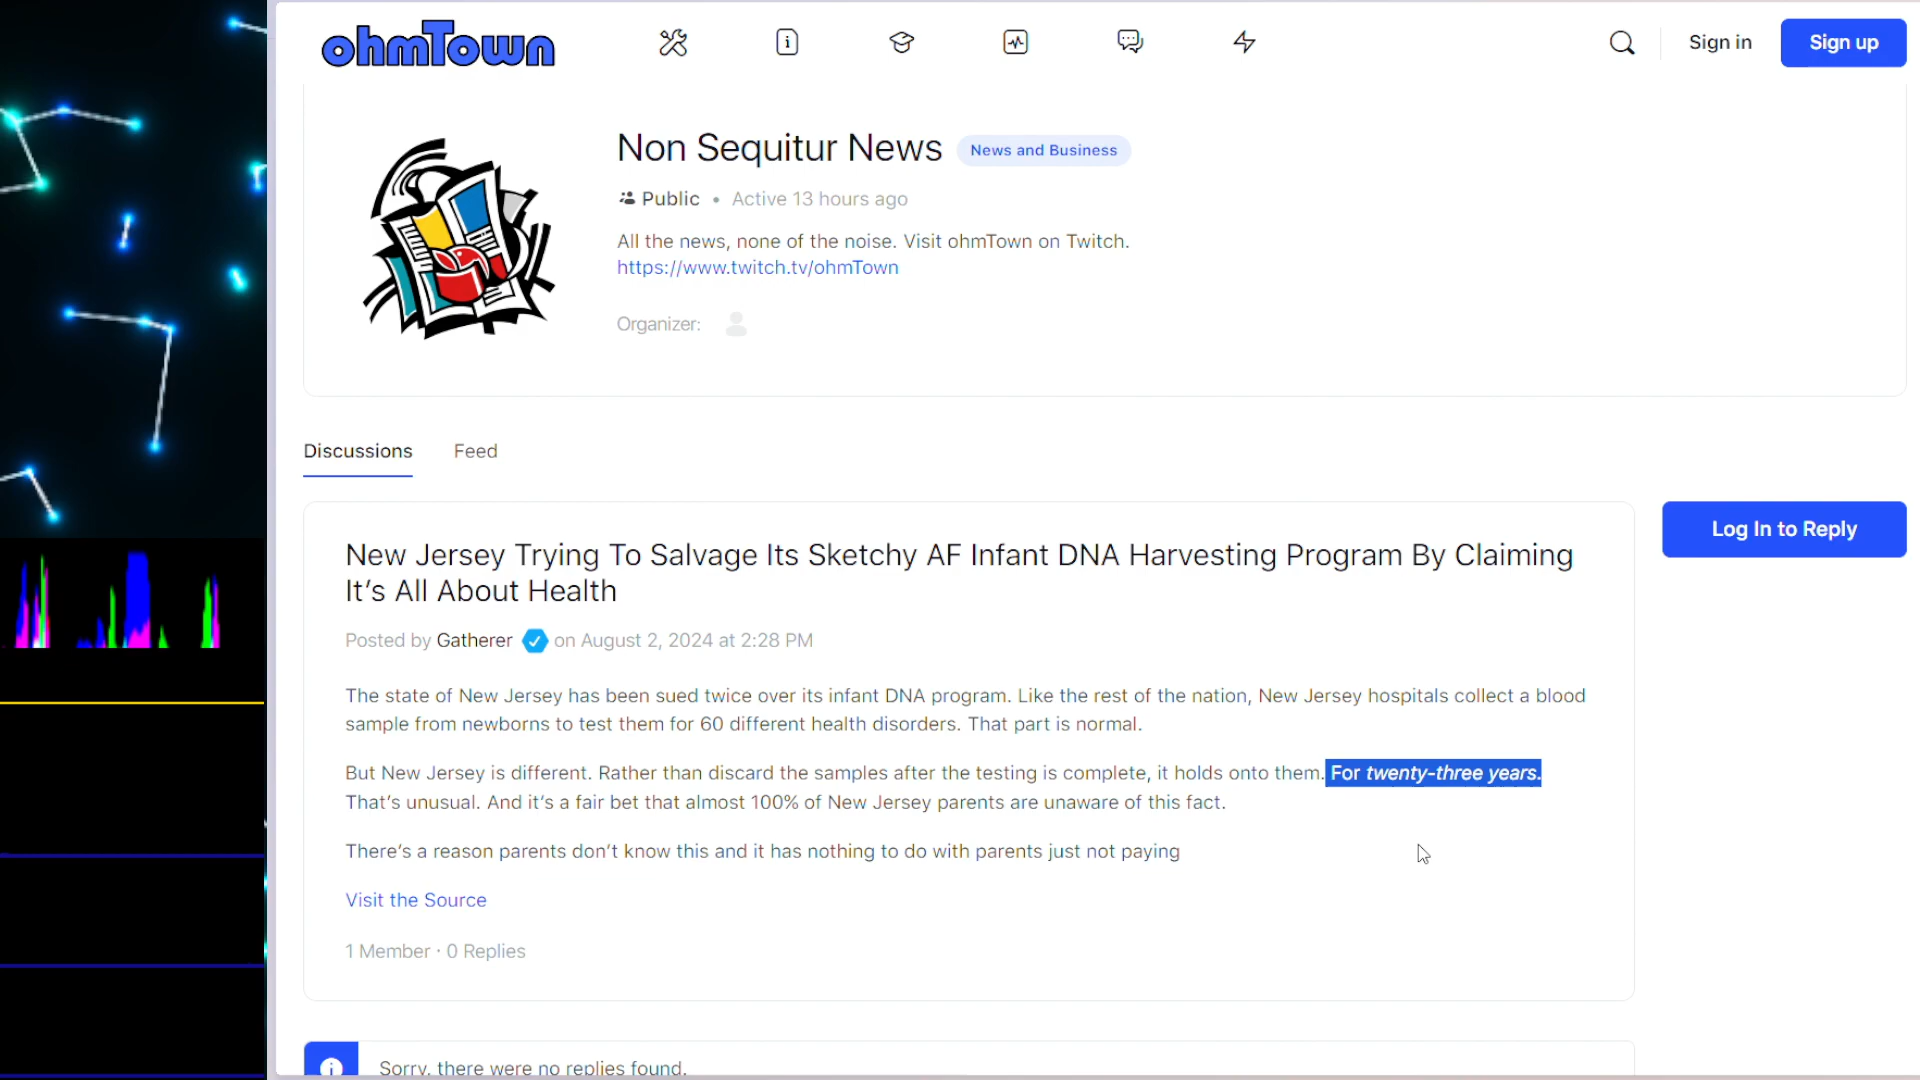 ohmTown
Sign in
Sign up
Non Sequitur News
News and Business
Public • Active 13 hours ago
All the news, none of the noise. Visit ohmTown on Twitch.
https://www.twitch.tv/ohmTown
Organizer:
Discussions
Feed
New Jersey Trying To Salvage Its Sketchy AF Infant DNA Harvesting Program By Claiming
It’s All About Health
Log In to Reply
Posted by Gatherer on August 2, 2024 at 2:28 PM
The state of New Jersey has been sued twice over its infant DNA program. Like the rest of the nation, New Jersey hospitals collect a blood
sample from newborns to test them for 60 different health disorders. That part is normal.
But New Jersey is different. Rather than discard the samples after the testing is complete, it holds onto them. For twenty-three years.
That’s unusual. And it’s a fair bet that almost 100% of New Jersey parents are unaware of this fact.
There’s a reason parents don’t know this and it has nothing to do with parents just not paying
Visit the Source
1 Member · 0 Replies
Sorry, there were no replies found.